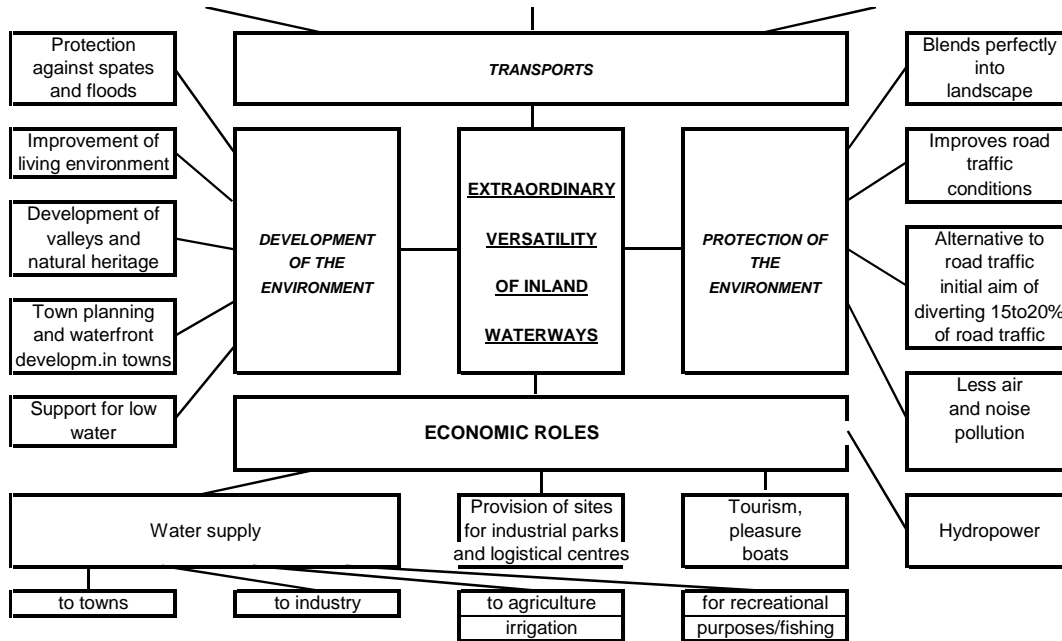 TRANSPORTS
Protection
against spates
and floods
Improvement of
living environment
Development of
valleys and
natural heritage
Town planning
and waterfront
developm.in towns
Support for low
water
DEVELOPMENT
OF THE
ENVIRONMENT
EXTRAORDINARY
VERSATILITY
OF INLAND
WATERWAYS
PROTECTION OF
THE
ENVIRONMENT
Blends perfectly
into
landscape
Improves road
traffic
conditions
Alternative to
road traffic
initial aim of
diverting 15to20%
of road traffic
Less air
and noise
pollution
ECONOMIC ROLES
Water supply
Provision of sites
for industrial parks
and logistical centres
Tourism,
pleasure
boats
Hydropower
to towns
to industry
to agriculture
irrigation
for recreational
purposes/fishing